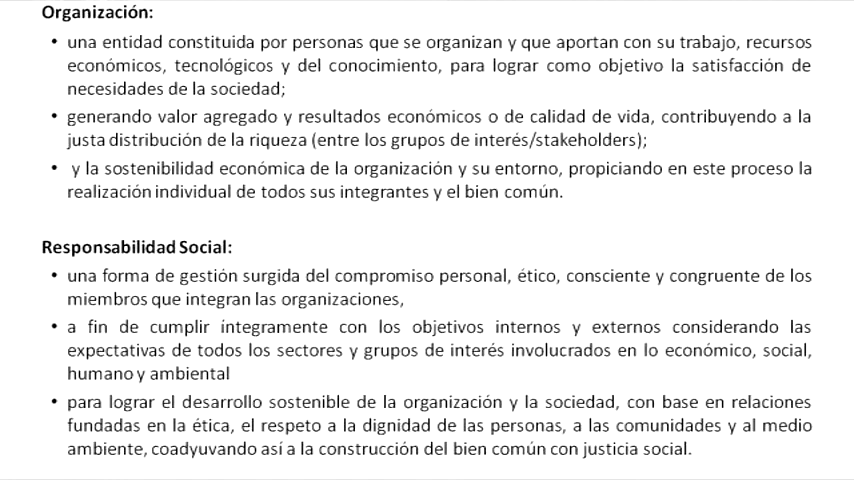 Organización:
• una entidad constituida por personas que se organizan y que aportan con su trabajo, recursos
económicos, tecnológicos y del conocimiento, para lograr como objetivo la satisfacción de
necesidades de la sociedad;
• generando valor agregado y resultados económicos o de calidad de vida, contribuyendo a la
justa distribución de la riqueza (entre los grupos de interés/stakeholders);
• y la sostenibilidad económica de la organización y su entorno, propiciando en este proceso la
realización individual de todos sus integrantes y el bien común.
Responsabilidad Social:
• una forma de gestión surgida del compromiso personal, ético, consciente y congruente de los
miembros que integran las organizaciones,
• a fin de cumplir íntegramente con los objetivos internos y externos considerando las
expectativas de todos los sectores y grupos de interés involucrados en lo económico, social,
humano y ambiental
• para lograr el desarrollo sostenible de la organización y la sociedad, con base en relaciones
fundadas en la ética, el respeto a la dignidad de las personas, a las comunidades y al medio
ambiente, coadyuvando así a la construcción del bien común con justicia social.